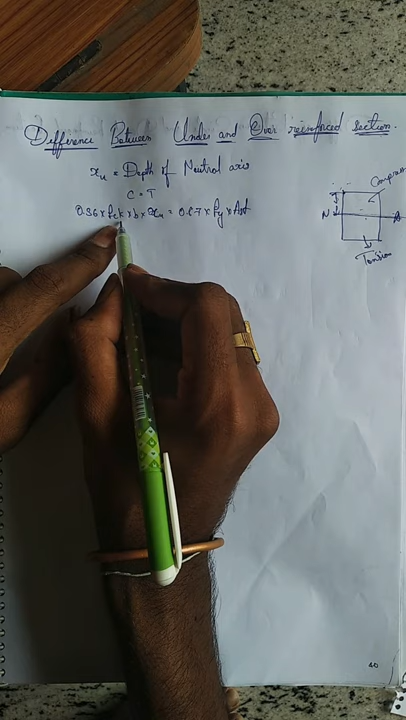 Difference Between Under and Over reinforced section.
xu = Depth of Neutral axis
C = T
0.36 x fck x b x xu = 0.87 x fy x Ast
Compress
N A
Tension
40